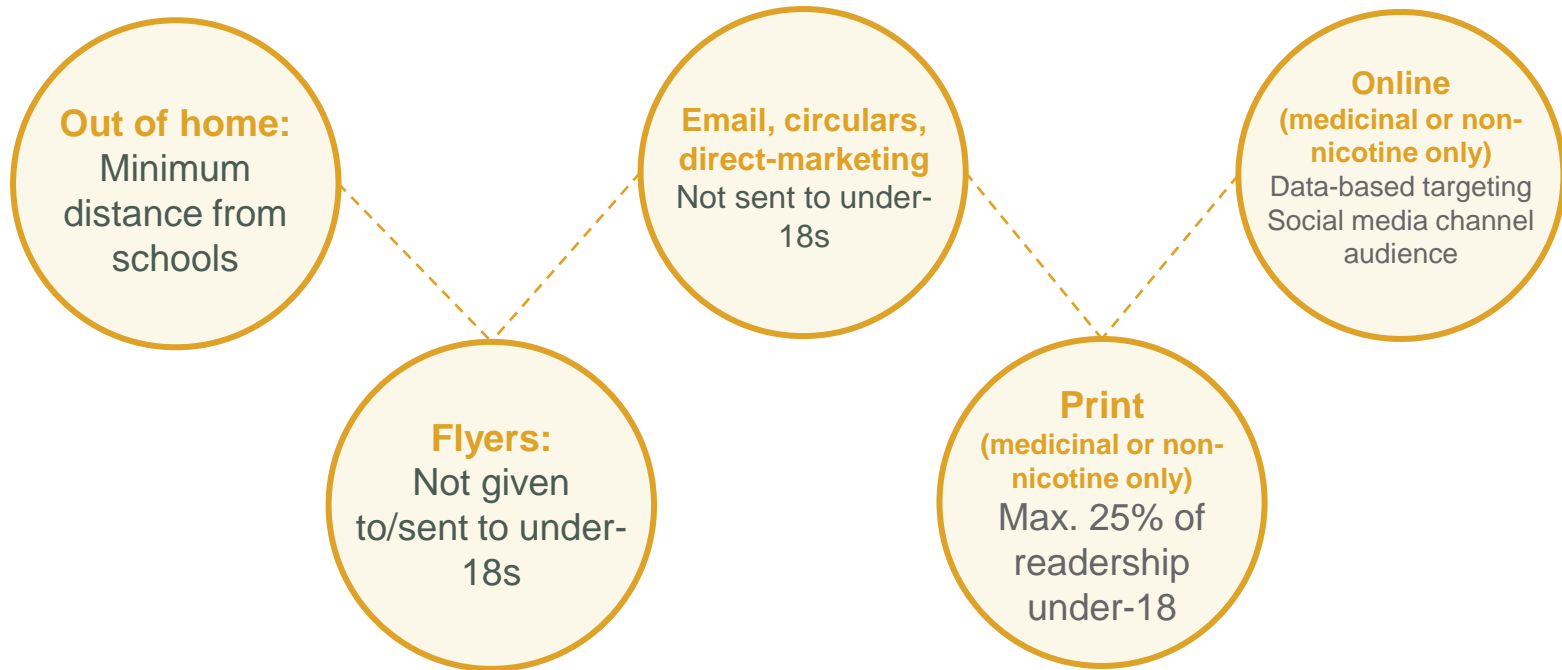 Out of home:
Minimum
distance from
schools
Flyers:
Not given
to/sent to under-
18s
Email, circulars,
direct-marketing
Not sent to under-
18s
Print
(medicinal or non-
nicotine only)
Max. 25% of
readership
under-18
Online
(medicinal or non-
nicotine only)
Data-based targeting
Social media channel
audience